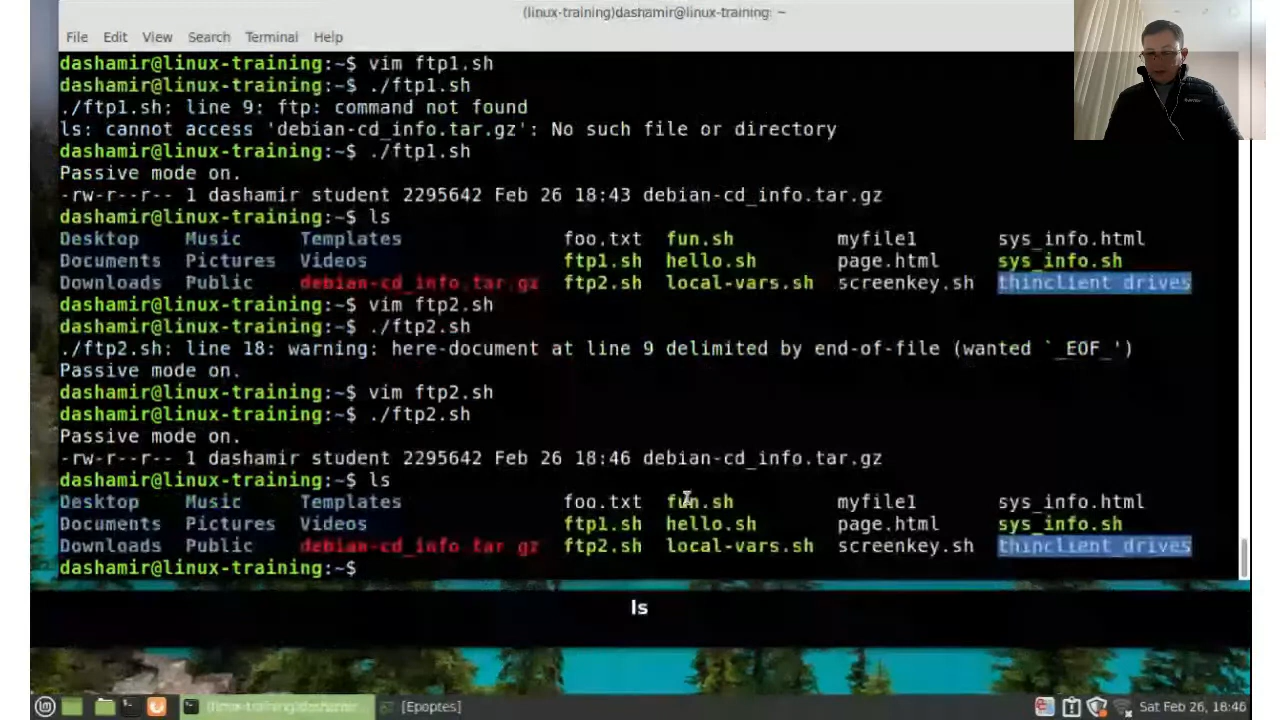 (linux-training)dashamir@linux-training: ~
File Edit View Search Terminal Help
dashamir@linux-training:~$ vim ftp1.sh
dashamir@linux-training:~$ ./ftp1.sh
./ftp1.sh: line 9: ftp: command not found
ls: cannot access 'debian-cd_info.tar.gz': No such file or directory
dashamir@linux-training:~$ ./ftp1.sh
Passive mode on.
-rw-r--r-- 1 dashamir student 2295642 Feb 26 18:43 debian-cd_info.tar.gz
dashamir@linux-training:~$ ls
Desktop Music Templates foo.txt fun.sh myfile1 sys_info.html
Documents Pictures Videos ftp1.sh hello.sh page.html sys_info.sh
Downloads Public debian-cd_info.tar.gz ftp2.sh local-vars.sh screenkey.sh thinclient_drives
dashamir@linux-training:~$ vim ftp2.sh
dashamir@linux-training:~$ ./ftp2.sh
./ftp2.sh: line 18: warning: here-document at line 9 delimited by end-of-file (wanted `_EOF_')
Passive mode on.
dashamir@linux-training:~$ vim ftp2.sh
dashamir@linux-training:~$ ./ftp2.sh
Passive mode on.
-rw-r--r-- 1 dashamir student 2295642 Feb 26 18:46 debian-cd_info.tar.gz
dashamir@linux-training:~$ ls
Desktop Music Templates foo.txt fun.sh myfile1 sys_info.html
Documents Pictures Videos ftp1.sh hello.sh page.html sys_info.sh
Downloads Public debian-cd_info.tar.gz ftp2.sh local-vars.sh screenkey.sh thinclient_drives
dashamir@linux-training:~$
ls
(linux-training)dashamir... [Epoptes] Sat Feb 26, 18:46